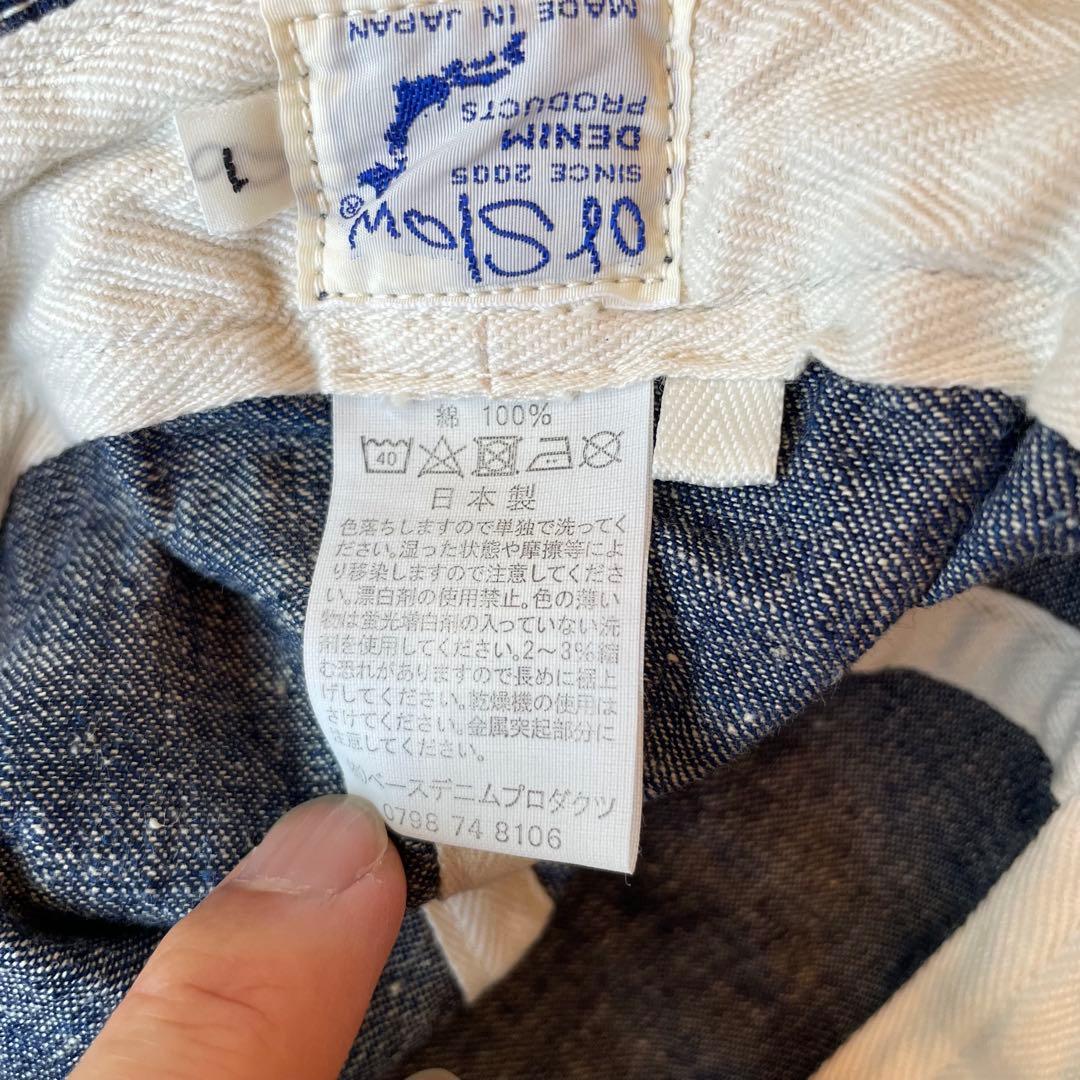 or Slow®
SINCE 2005
DENIM
PRODUCTS
MADE IN JAPAN
1
綿 100%
40
日本製
色落ちしますので単独で洗ってく
ださい。湿った状態や摩擦等によ
り移染しますので注意してくださ
い。漂白剤の使用禁止。色の薄い
物は蛍光増白剤の入っていない洗
剤を使用してください。2～3%縮
む恐れがありますので長めに裾上
げしてください。乾燥機の使用は
さけてください。金属突起部分に
注意してください。
ベースデニムプロダクツ
0798 74 8106